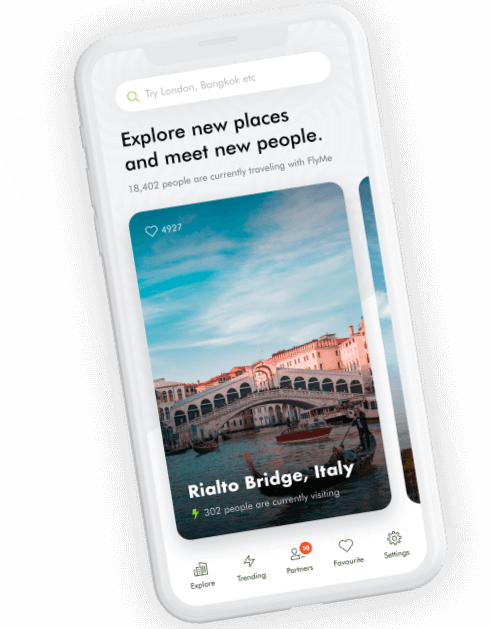 Try London, Bangkok etc
Explore new places
and meet new people.
18,402 people are currently traveling with FlyMe
4927
Rialto Bridge, Italy
302 people are currently visiting
10
Explore
Trending
Partners
Favourite
Settings